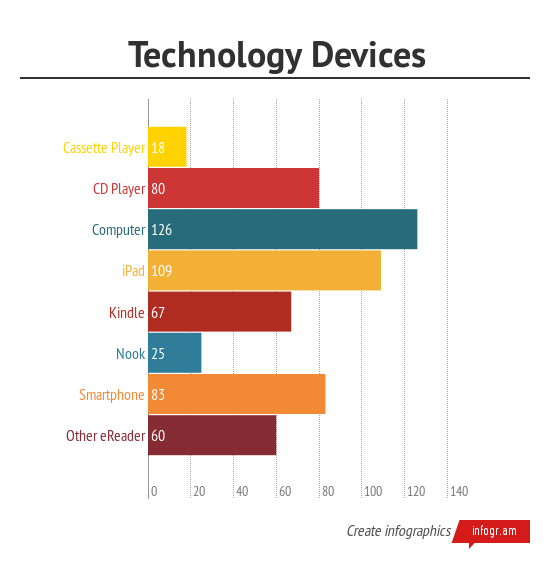 Technology Devices
Cassette Player 18
CD Player 80
Computer 126
iPad 109
Kindle 67
Nook 25
Smartphone 83
Other eReader 60
0 20 40 60 80 100 120 140
Create infographics infogr.am